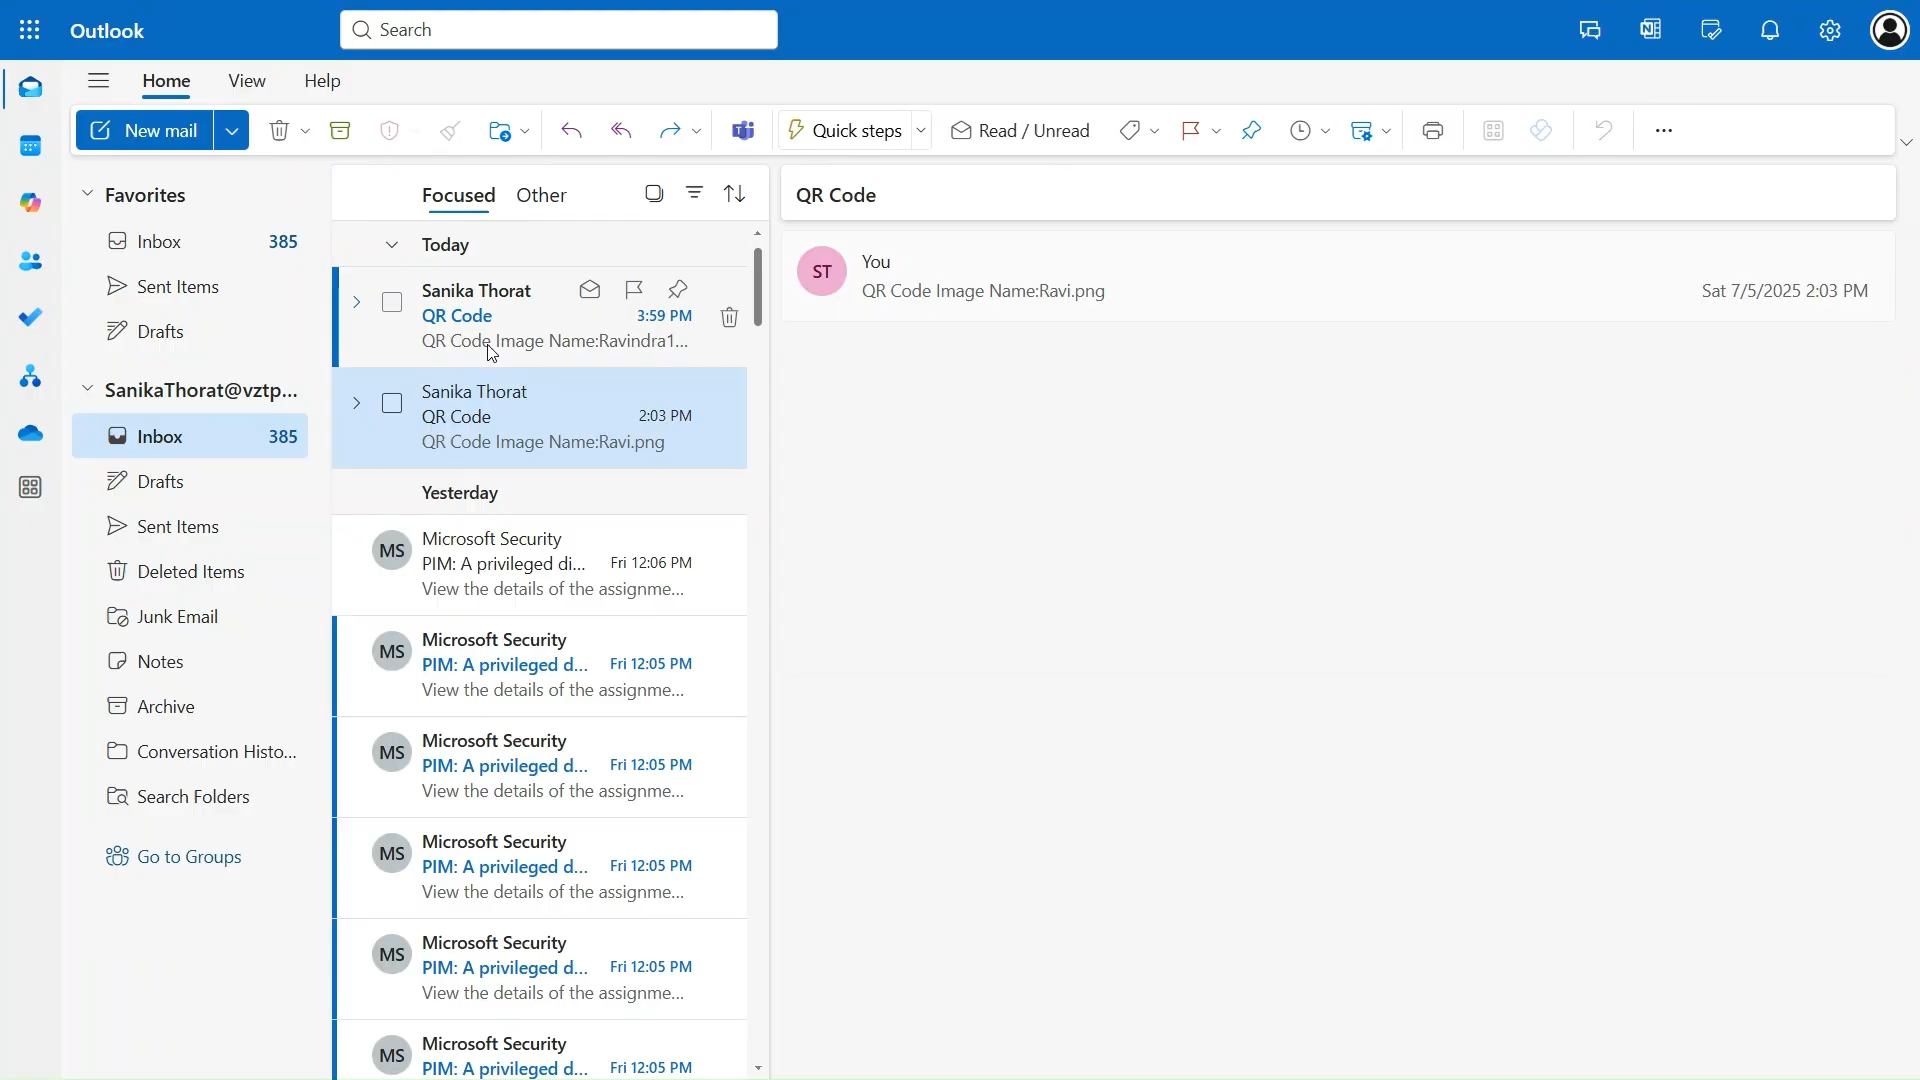 Outlook
Search
Home View Help
New mail
Quick steps
Read / Unread
Favorites
Inbox 385
Sent Items
Drafts
SanikaThorat@vztp...
Inbox 385
Drafts
Sent Items
Deleted Items
Junk Email
Notes
Archive
Conversation Histo...
Search Folders
Go to Groups
Focused Other
Today
Sanika Thorat
QR Code 3:59 PM
QR Code Image Name:Ravindra1...
Sanika Thorat
QR Code 2:03 PM
QR Code Image Name:Ravi.png
Yesterday
MS Microsoft Security
PIM: A privileged di... Fri 12:06 PM
View the details of the assignme...
MS Microsoft Security
PIM: A privileged d... Fri 12:05 PM
View the details of the assignme...
MS Microsoft Security
PIM: A privileged d... Fri 12:05 PM
View the details of the assignme...
MS Microsoft Security
PIM: A privileged d... Fri 12:05 PM
View the details of the assignme...
MS Microsoft Security
PIM: A privileged d... Fri 12:05 PM
View the details of the assignme...
MS Microsoft Security
PIM: A privileged d... Fri 12:05 PM
QR Code
ST You
QR Code Image Name:Ravi.png Sat 7/5/2025 2:03 PM